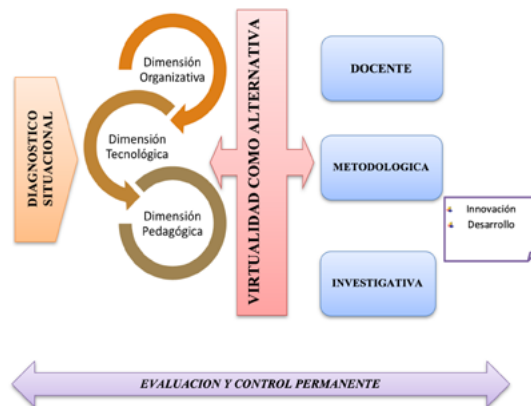 DIAGNOSTICO
SITUACIONAL
Dimensión
Organizativa
Dimensión
Tecnológica
Dimensión
Pedagógica
VIRTUALIDAD COMO ALTERNATIVA
DOCENTE
METODOLOGICA
Innovación
Desarrollo
INVESTIGATIVA
EVALUACION Y CONTROL PERMANENTE